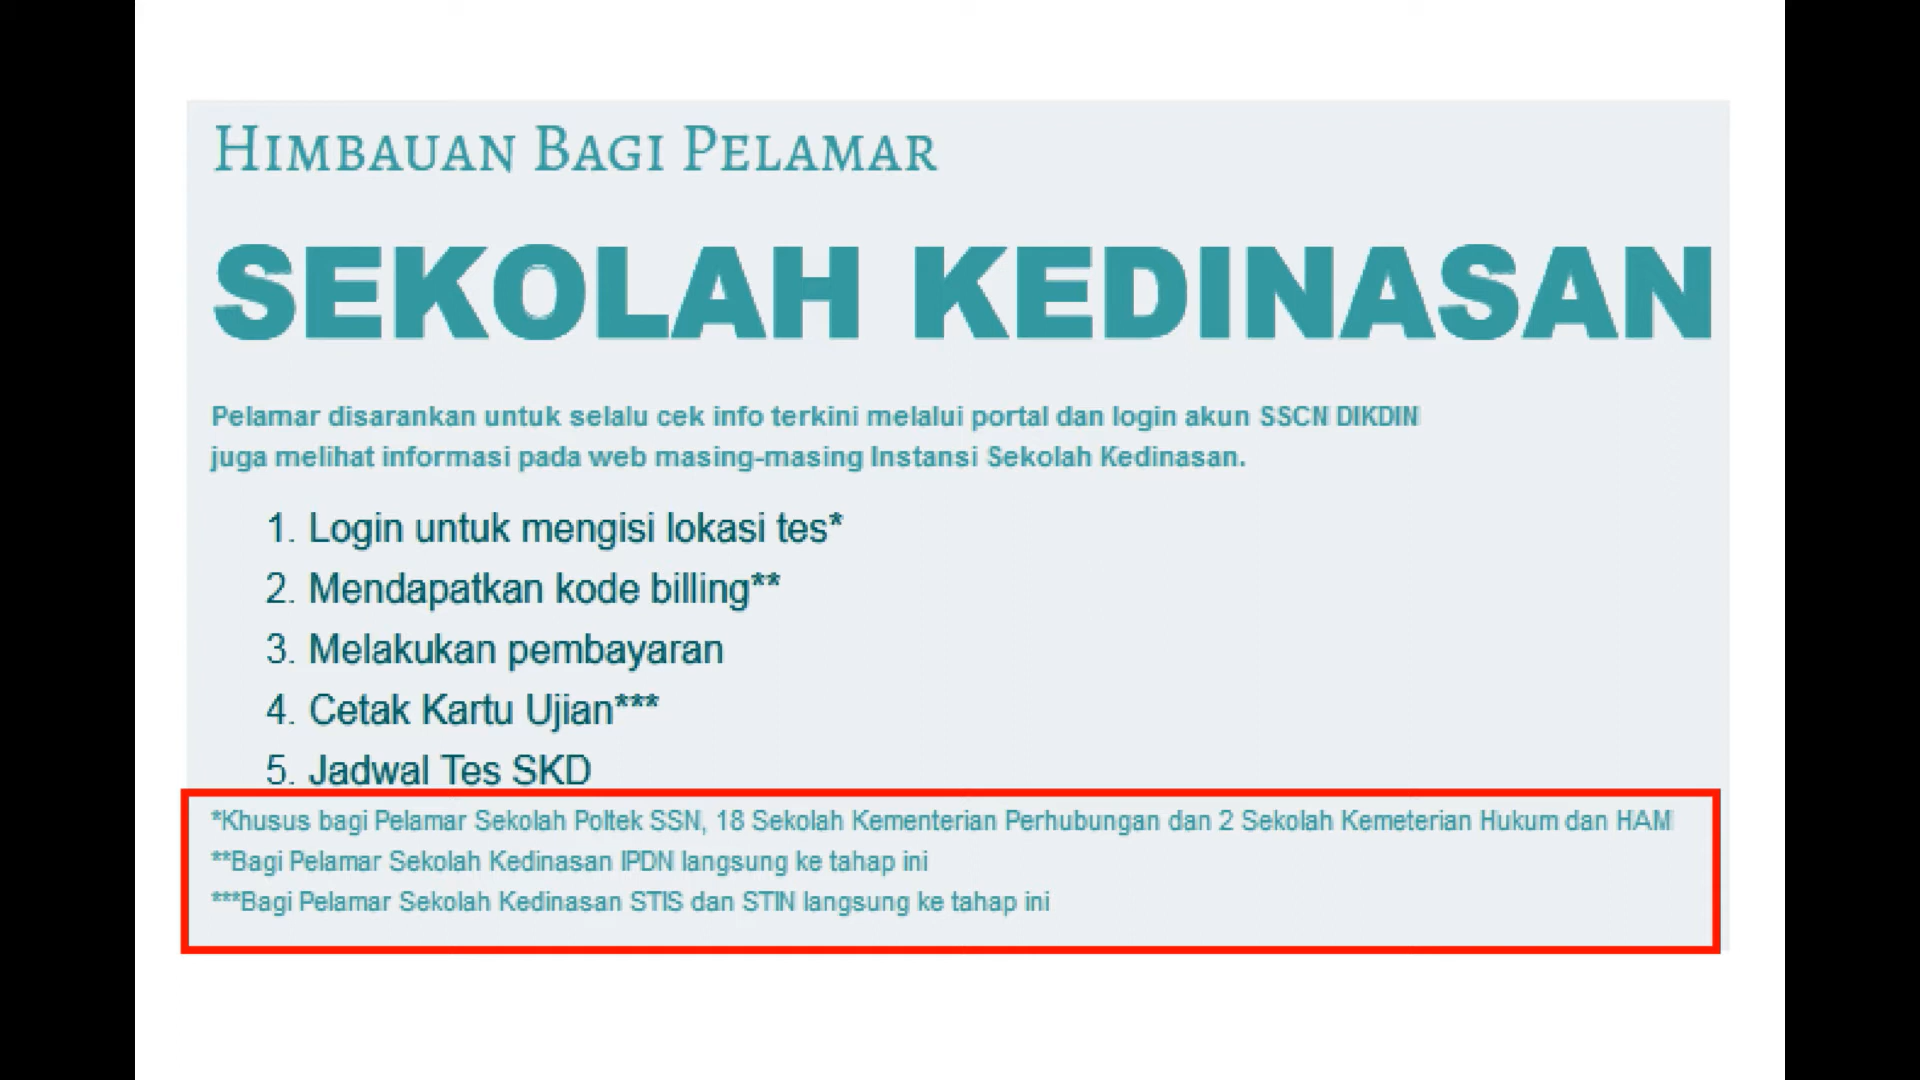 HIMBAUAN BAGI PELAMAR
SEKOLAH KEDINASAN
Pelamar disarankan untuk selalu cek info terkini melalui portal dan login akun SSCN DIKDIN
juga melihat informasi pada web masing-masing Instansi Sekolah Kedinasan.
1. Login untuk mengisi lokasi tes*
2. Mendapatkan kode billing**
3. Melakukan pembayaran
4. Cetak Kartu Ujian***
5. Jadwal Tes SKD
*Khusus bagi Pelamar Sekolah Poltek SSN, 18 Sekolah Kementerian Perhubungan dan 2 Sekolah Kemeterian Hukum dan HAM
**Bagi Pelamar Sekolah Kedinasan IPDN langsung ke tahap ini
***Bagi Pelamar Sekolah Kedinasan STIS dan STIN langsung ke tahap ini